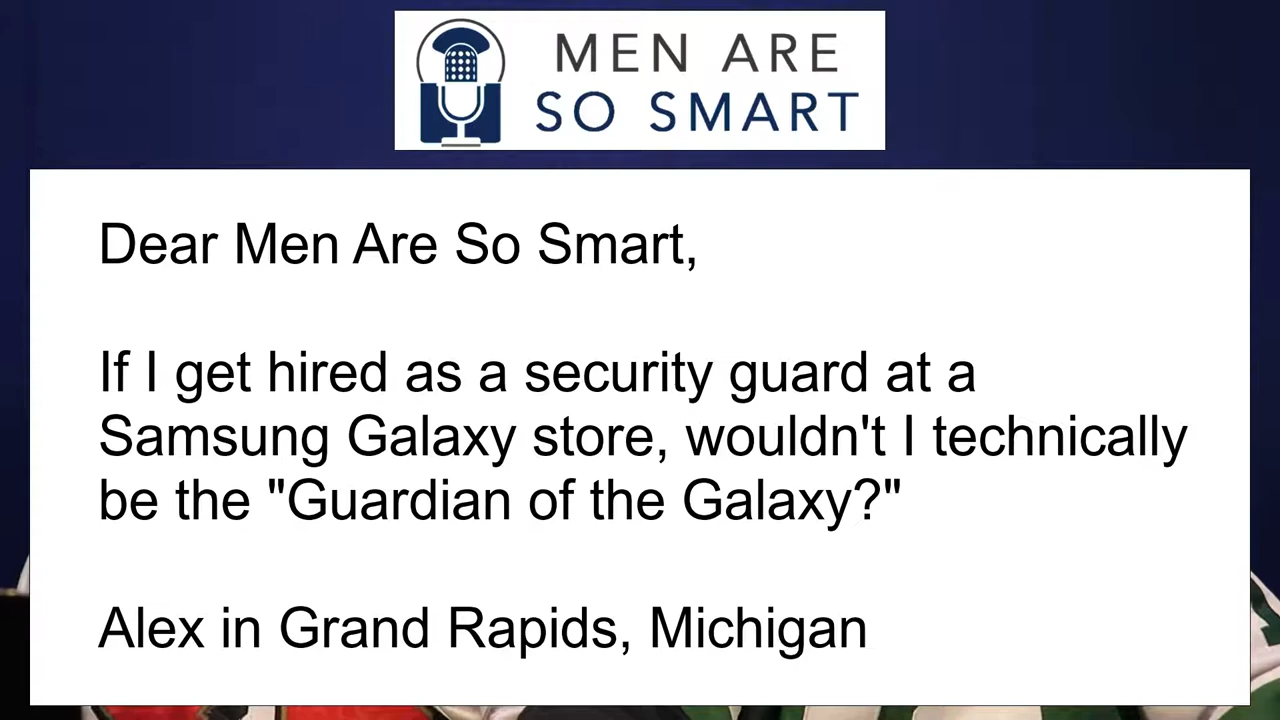 MEN ARE
SO SMART
Dear Men Are So Smart,
If I get hired as a security guard at a
Samsung Galaxy store, wouldn't I technically
be the "Guardian of the Galaxy?"
Alex in Grand Rapids, Michigan